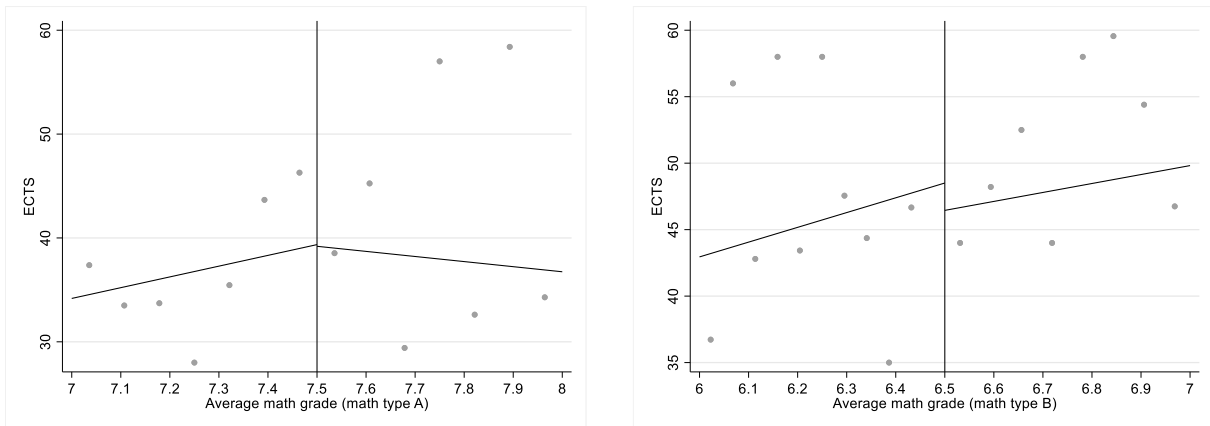 60
50
40
30
ECTS
7 7.1 7.2 7.3 7.4 7.5 7.6 7.7 7.8 7.9 8
Average math grade (math type A)
60
55
50
45
40
35
ECTS
6 6.1 6.2 6.3 6.4 6.5 6.6 6.7 6.8 6.9 7
Average math grade (math type B)